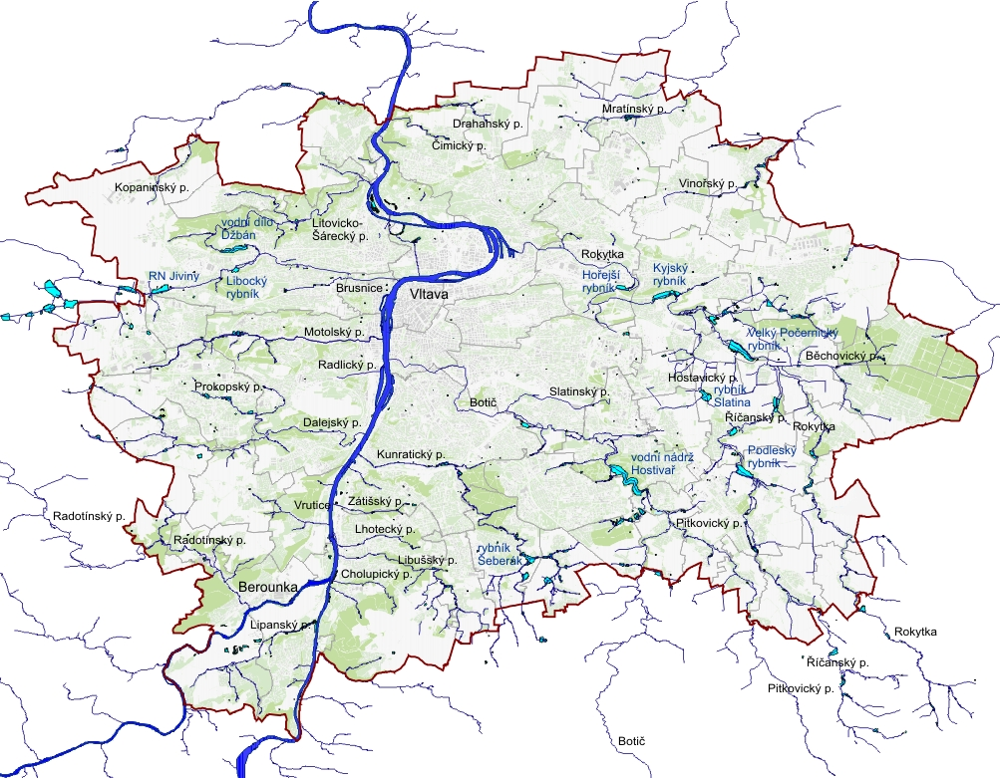 Mratínský p.
Drahanský p.
Čimický p.
Kopaninský p.
Vinořský p.
vodní dílo
Džbán
Litovicko-
Šárecký p.
Rokytka
RN Jiviny
Libocký
rybník
Hořejší
rybník
Kyjský
rybník
Brusnice
Vltava
Motolský p.
Velký Počernický
rybník
Běchovický p.
Radlický p.
Hostavický p.
Prokopský p.
Slatinský p.
rybník
Slatina
Botič
Říčanský p.
Rokytka
Dalejský p.
Kunratický p.
vodní nádrž
Hostivař
Podleský
rybník
Vrutice
Zátišský p.
Radotínský p.
Lhotecký p.
Pitkovický p.
Radotínský p.
rybník
Šeberák
Libušský p.
Cholupický p.
Berounka
Lipanský p.
Rokytka
Říčanský p.
Pitkovický p.
Botič